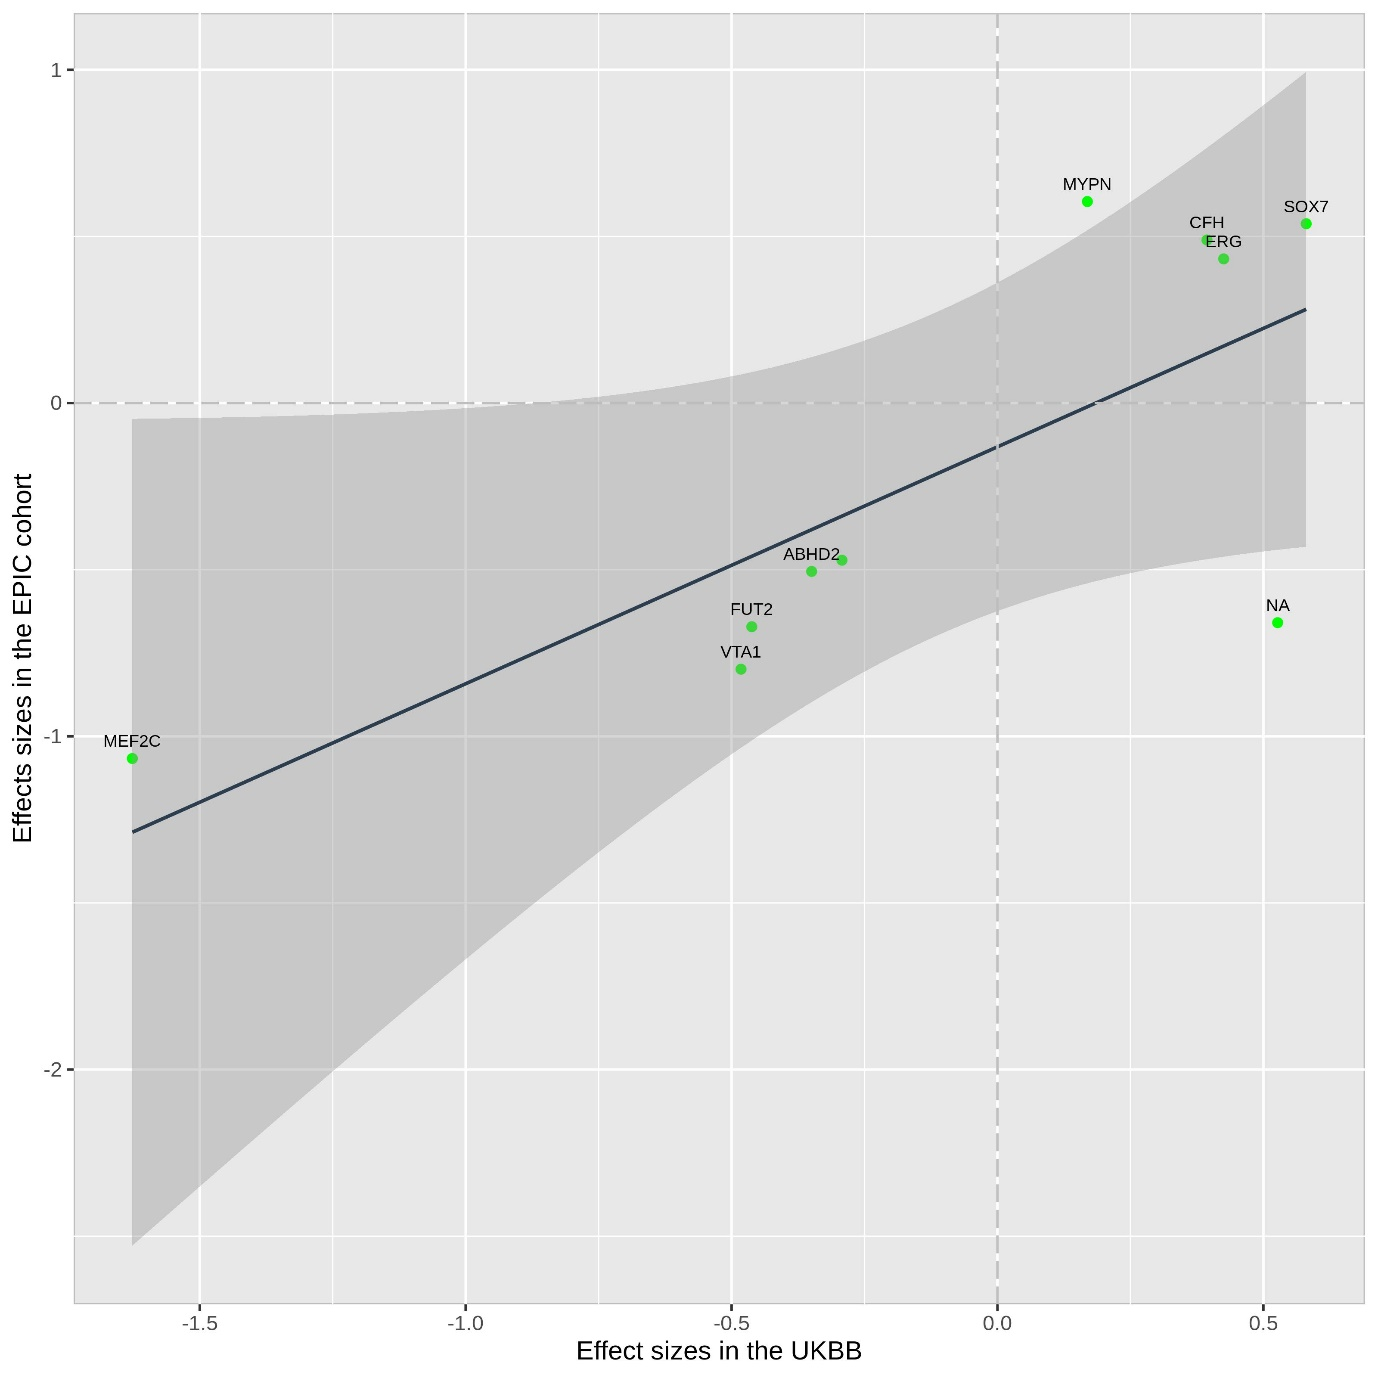 1
MYPN
SOX7
CFH
ERG
0
ABHD2
NA
FUT2
VTA1
-1
MEF2C
-2
Effects sizes in the EPIC cohort
-1.5
-1.0
-0.5
0.0
0.5
Effect sizes in the UKBB